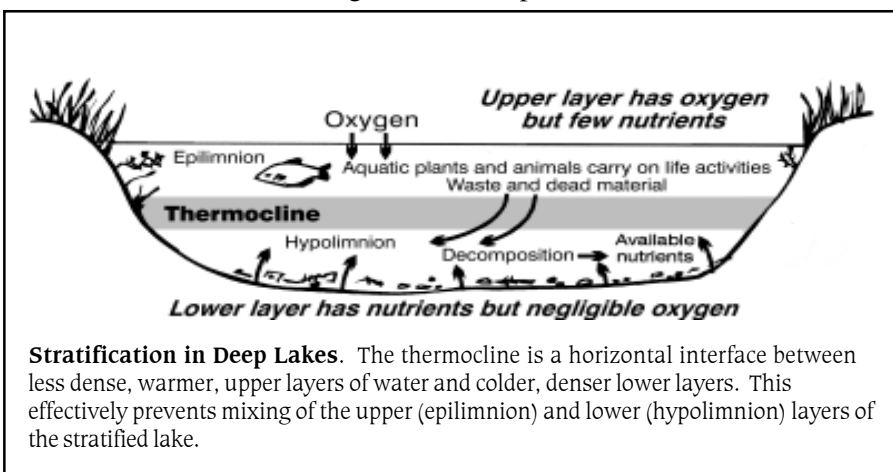 Upper layer has oxygen
but few nutrients
Oxygen
Epilimnion
Aquatic plants and animals carry on life activities
Waste and dead material
Thermocline
Hypolimnion
Decomposition
Available
nutrients
Lower layer has nutrients but negligible oxygen
Stratification in Deep Lakes. The thermocline is a horizontal interface between
less dense, warmer, upper layers of water and colder, denser lower layers. This
effectively prevents mixing of the upper (epilimnion) and lower (hypolimnion) layers of
the stratified lake.